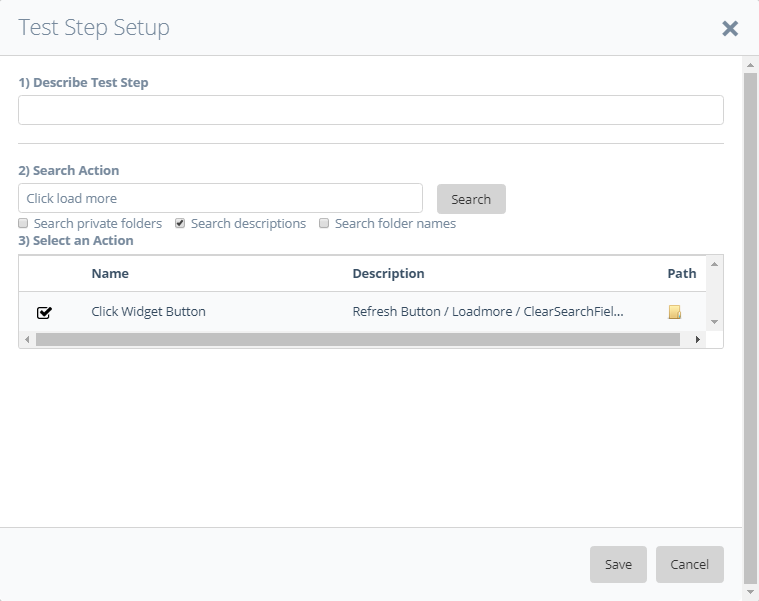 Test Step Setup
1) Describe Test Step
2) Search Action
Click load more
Search
Search private folders Search descriptions Search folder names
3) Select an Action
Name Description Path
Click Widget Button Refresh Button / Loadmore / ClearSearchFiel...
Save Cancel